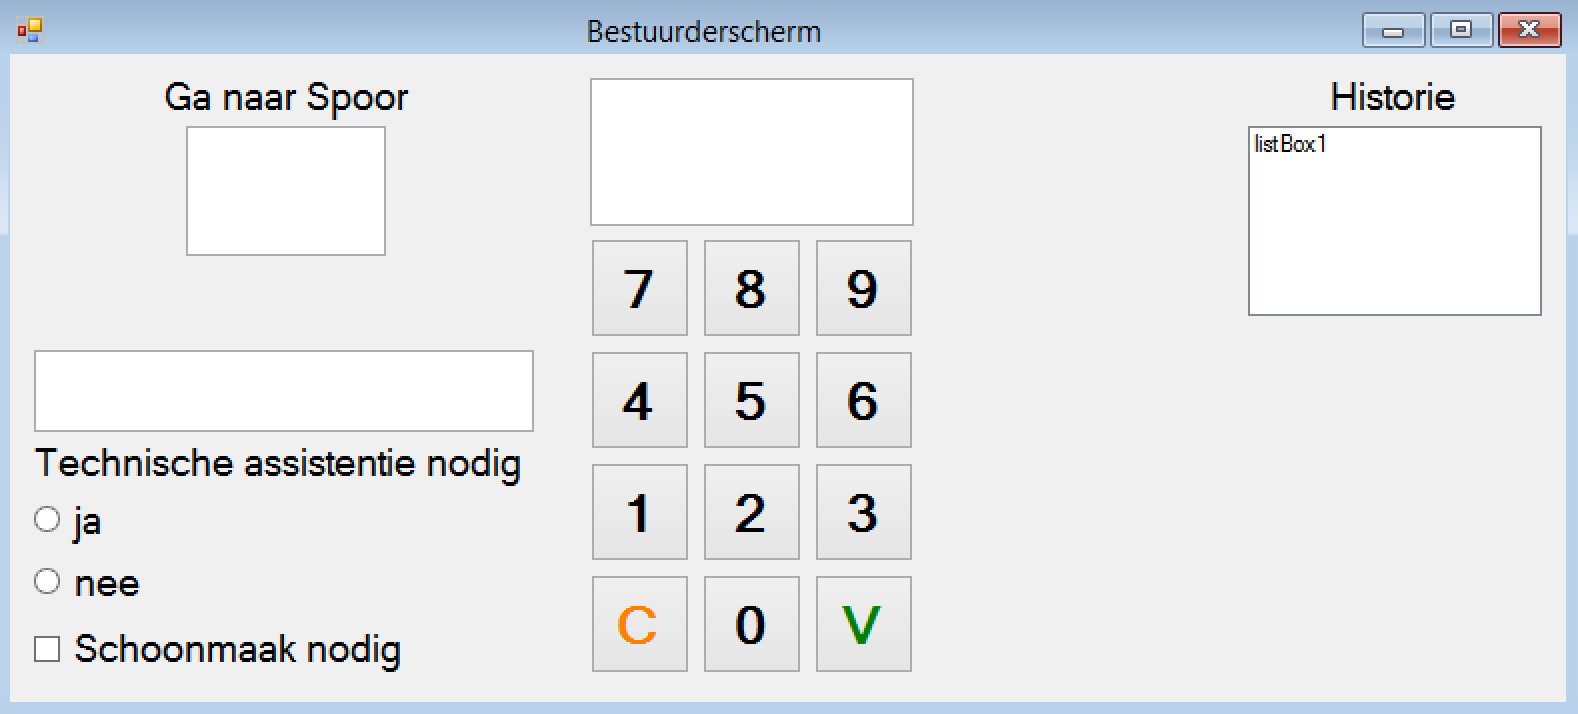 Bestuurderscherm
Ga naar Spoor
Technische assistentie nodig
ja
nee
Schoonmaak nodig
7 8 9
4 5 6
1 2 3
C 0 V
Historie
listBox1